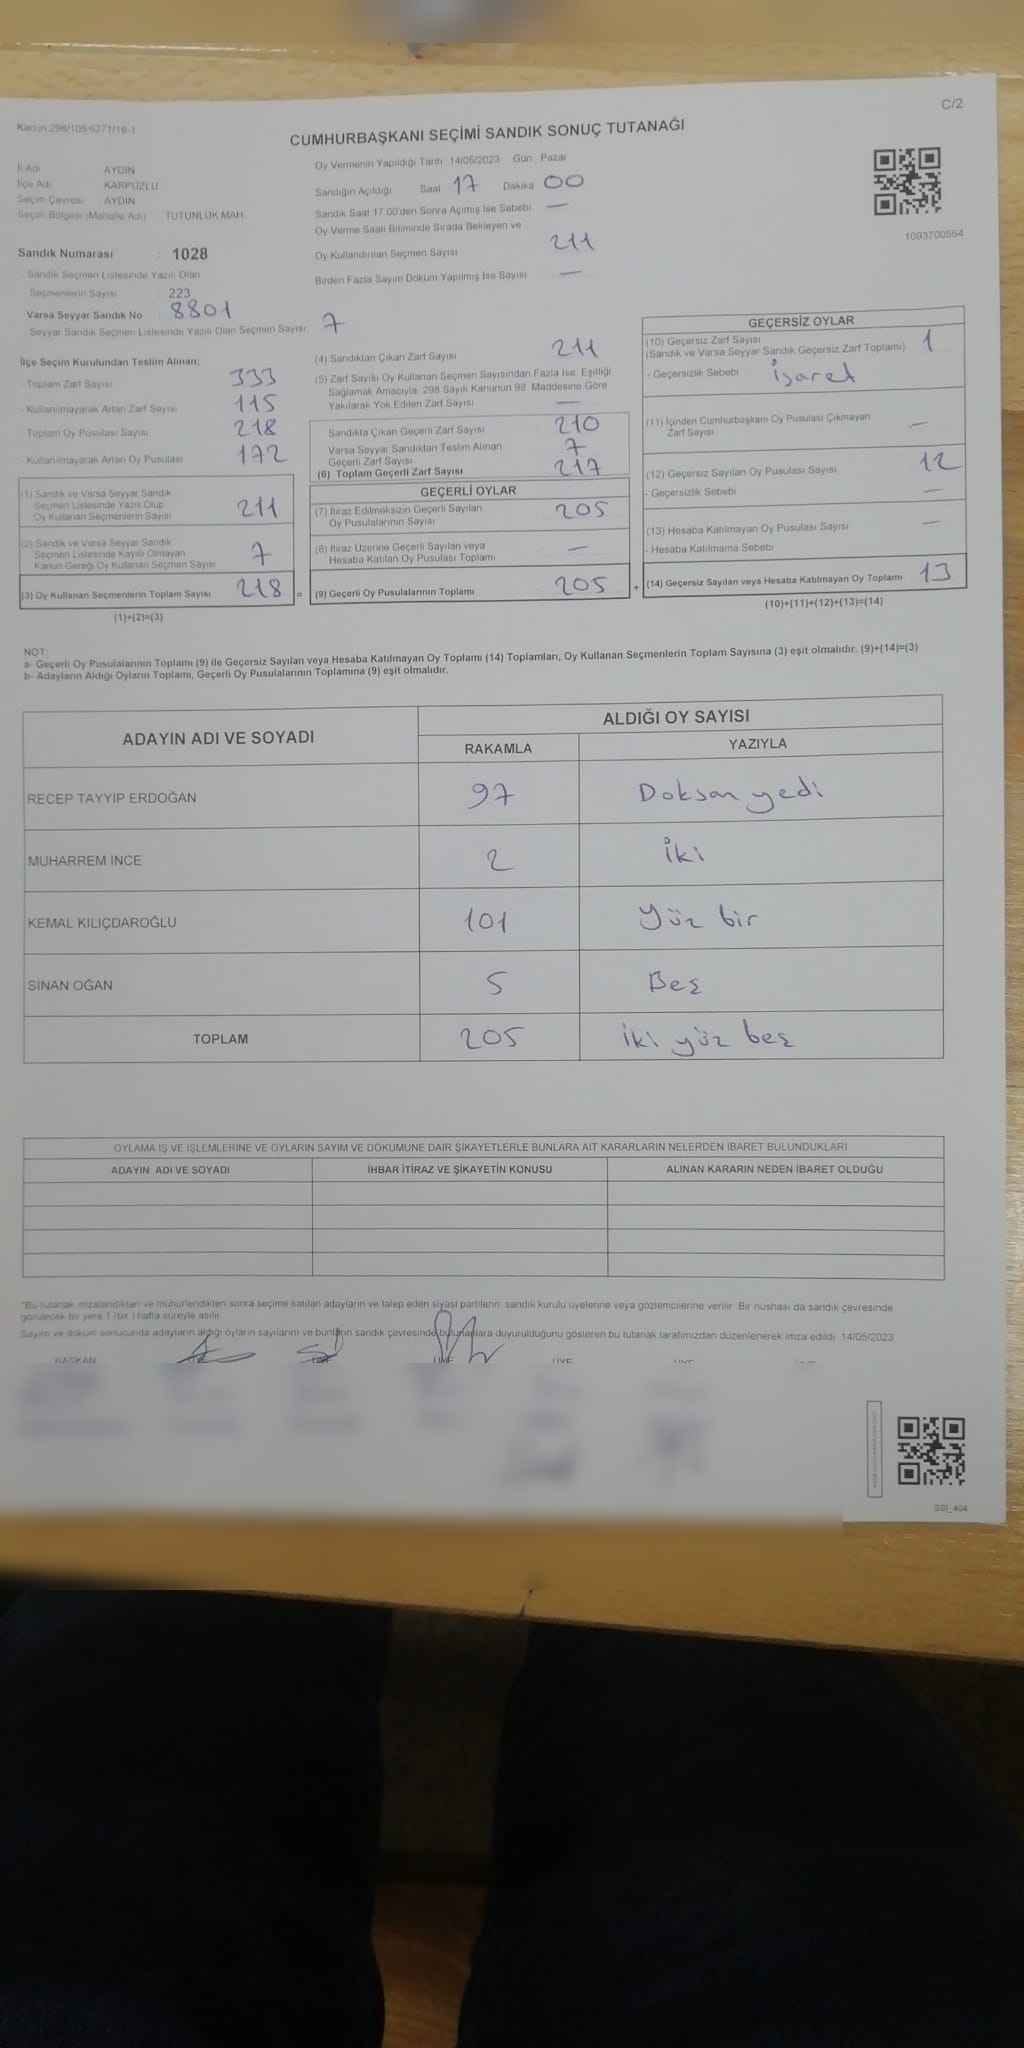 C/2
Kanun 298/105-6271/18-1
CUMHURBAŞKANI SEÇİMİ SANDIK SONUÇ TUTANAĞI
İl Adı AYDIN
İlçe Adı KARPUZLU
Seçim Çevresi AYDIN
Seçim Bölgesi (Mahalle Adı) TUTUNLUK MAH.
Sandık Numarası : 1028
Sandık Seçmen Listesinde Yazılı Olan
Seçmenlerin Sayısı 223
Varsa Seyyar Sandık No 8801
Seyyar Sandık Seçmen Listesinde Yazılı Olan Seçmen Sayısı: 7
Oy Vermenin Yapıldığı Tarih 14/05/2023 Gün : Pazar
Sandığın Açıldığı Saat 17 Dakika 00
Sandık Saat 17.00'den Sonra Açılmış İse Sebebi —
Oy Verme Saati Bitiminde Sırada Bekleyen ve
Oy Kullandırılan Seçmen Sayısı 211
Birden Fazla Sayım Döküm Yapılmış İse Sayısı —
1003700554
İlçe Seçim Kurulundan Teslim Alınan:
- Toplam Zarf Sayısı 333
- Kullanılmayarak Artan Zarf Sayısı 115
Toplam Oy Pusulası Sayısı 218
- Kullanılmayarak Artan Oy Pusulası 172
(1) Sandık ve Varsa Seyyar Sandık
Seçmen Listesinde Yazılı Olup
Oy Kullanan Seçmenlerin Sayısı 211
(2) Sandık ve Varsa Seyyar Sandık
Seçmen Listesinde Kayıtlı Olmayan
Kanun Gereği Oy Kullanan Seçmen Sayısı 7
(3) Oy Kullanan Seçmenlerin Toplam Sayısı 218 =
(1)+(2)=(3)
(4) Sandıktan Çıkan Zarf Sayısı 211
(5) Zarf Sayısı Oy Kullanan Seçmen Sayısından Fazla İse, Eşitliği
Sağlamak Amacıyla, 298 Sayılı Kanunun 98. Maddesine Göre
Yakılarak Yok Edilen Zarf Sayısı —
Sandıkta Çıkan Geçerli Zarf Sayısı 210
Varsa Seyyar Sandıktan Teslim Alınan
Geçerli Zarf Sayısı 7
(6) Toplam Geçerli Zarf Sayısı 217
GEÇERLİ OYLAR
(7) İtiraz Edilmeksizin Geçerli Sayılan
Oy Pusulalarının Sayısı 205
(8) İtiraz Üzerine Geçerli Sayılan veya
Hesaba Katılan Oy Pusulası Toplamı —
(9) Geçerli Oy Pusulalarının Toplamı 205 +
GEÇERSİZ OYLAR
(10) Geçersiz Zarf Sayısı
(Sandık ve Varsa Seyyar Sandık Geçersiz Zarf Toplamı) 1
- Geçersizlik Sebebi işaret
(11) İçinden Cumhurbaşkanı Oy Pusulası Çıkmayan
Zarf Sayısı —
(12) Geçersiz Sayılan Oy Pusulası Sayısı 12
- Geçersizlik Sebebi —
(13) Hesaba Katılmayan Oy Pusulası Sayısı —
- Hesaba Katılmama Sebebi
(14) Geçersiz Sayılan veya Hesaba Katılmayan Oy Toplamı 13
(10)+(11)+(12)+(13)=(14)
NOT:
a- Geçerli Oy Pusulalarının Toplamı (9) ile Geçersiz Sayılan veya Hesaba Katılmayan Oy Toplamı (14) Toplamları, Oy Kullanan Seçmenlerin Toplam Sayısına (3) eşit olmalıdır. (9)+(14)=(3)
b- Adayların Aldığı Oyların Toplamı, Geçerli Oy Pusulalarının Toplamına (9) eşit olmalıdır.
ADAYIN ADI VE SOYADI ALDIĞI OY SAYISI
RAKAMLA YAZIYLA
RECEP TAYYIP ERDOĞAN 97 Doksan yedi
MUHARREM İNCE 2 İki
KEMAL KILIÇDAROĞLU 101 Yüz bir
SİNAN OĞAN 5 Beş
TOPLAM 205 İki yüz beş
OYLAMA İŞ VE İŞLEMLERİNE VE OYLARIN SAYIM VE DÖKÜMÜNE DAİR ŞİKAYETLERLE BUNLARA AİT KARARLARIN NELERDEN İBARET BULUNDUKLARI
ADAYIN ADI VE SOYADI İHBAR İTİRAZ VE ŞİKAYETİN KONUSU ALINAN KARARIN NEDEN İBARET OLDUĞU
"Bu tutanak imzalandıktan ve mühürlendikten sonra seçime katılan adayların ve talep eden siyasi partilerin sandık kurulu üyelerine veya gözlemcilerine verilir. Bir nüshası da sandık çevresinde
görülecek bir yere 1 (bir) hafta süreyle asılır.
Sayım ve döküm sonucunda adayların aldığı oyların sayılarını ve bunların sandık çevresinde bulunanlara duyurulduğunu gösteren bu tutanak tarafımızdan düzenlenerek imza edildi. 14/05/2023
BAŞKAN ÜYE ÜYE ÜYE